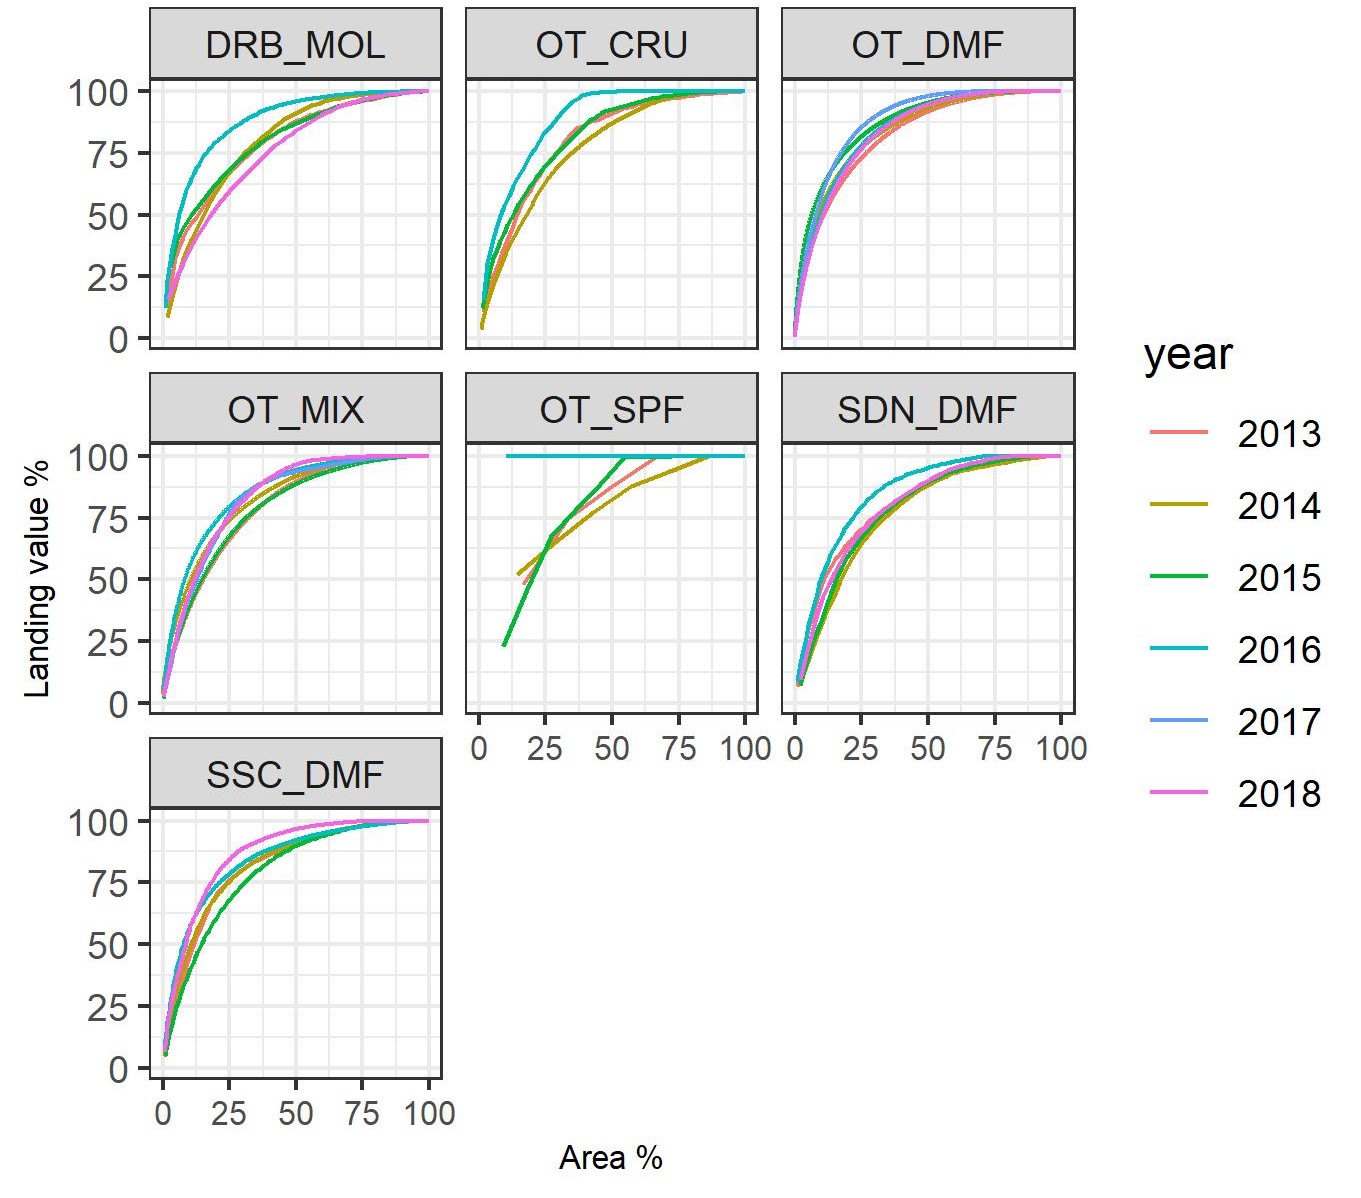 DRB_MOL OT_CRU OT_DMF
100
75
50
25
0
OT_MIX OT_SPF SDN_DMF
100
75
50
25
0
0 25 50 75 100 0 25 50 75 100
SSC_DMF
100
75
50
25
0
0 25 50 75 100
Landing value %
Area %
year
2013
2014
2015
2016
2017
2018